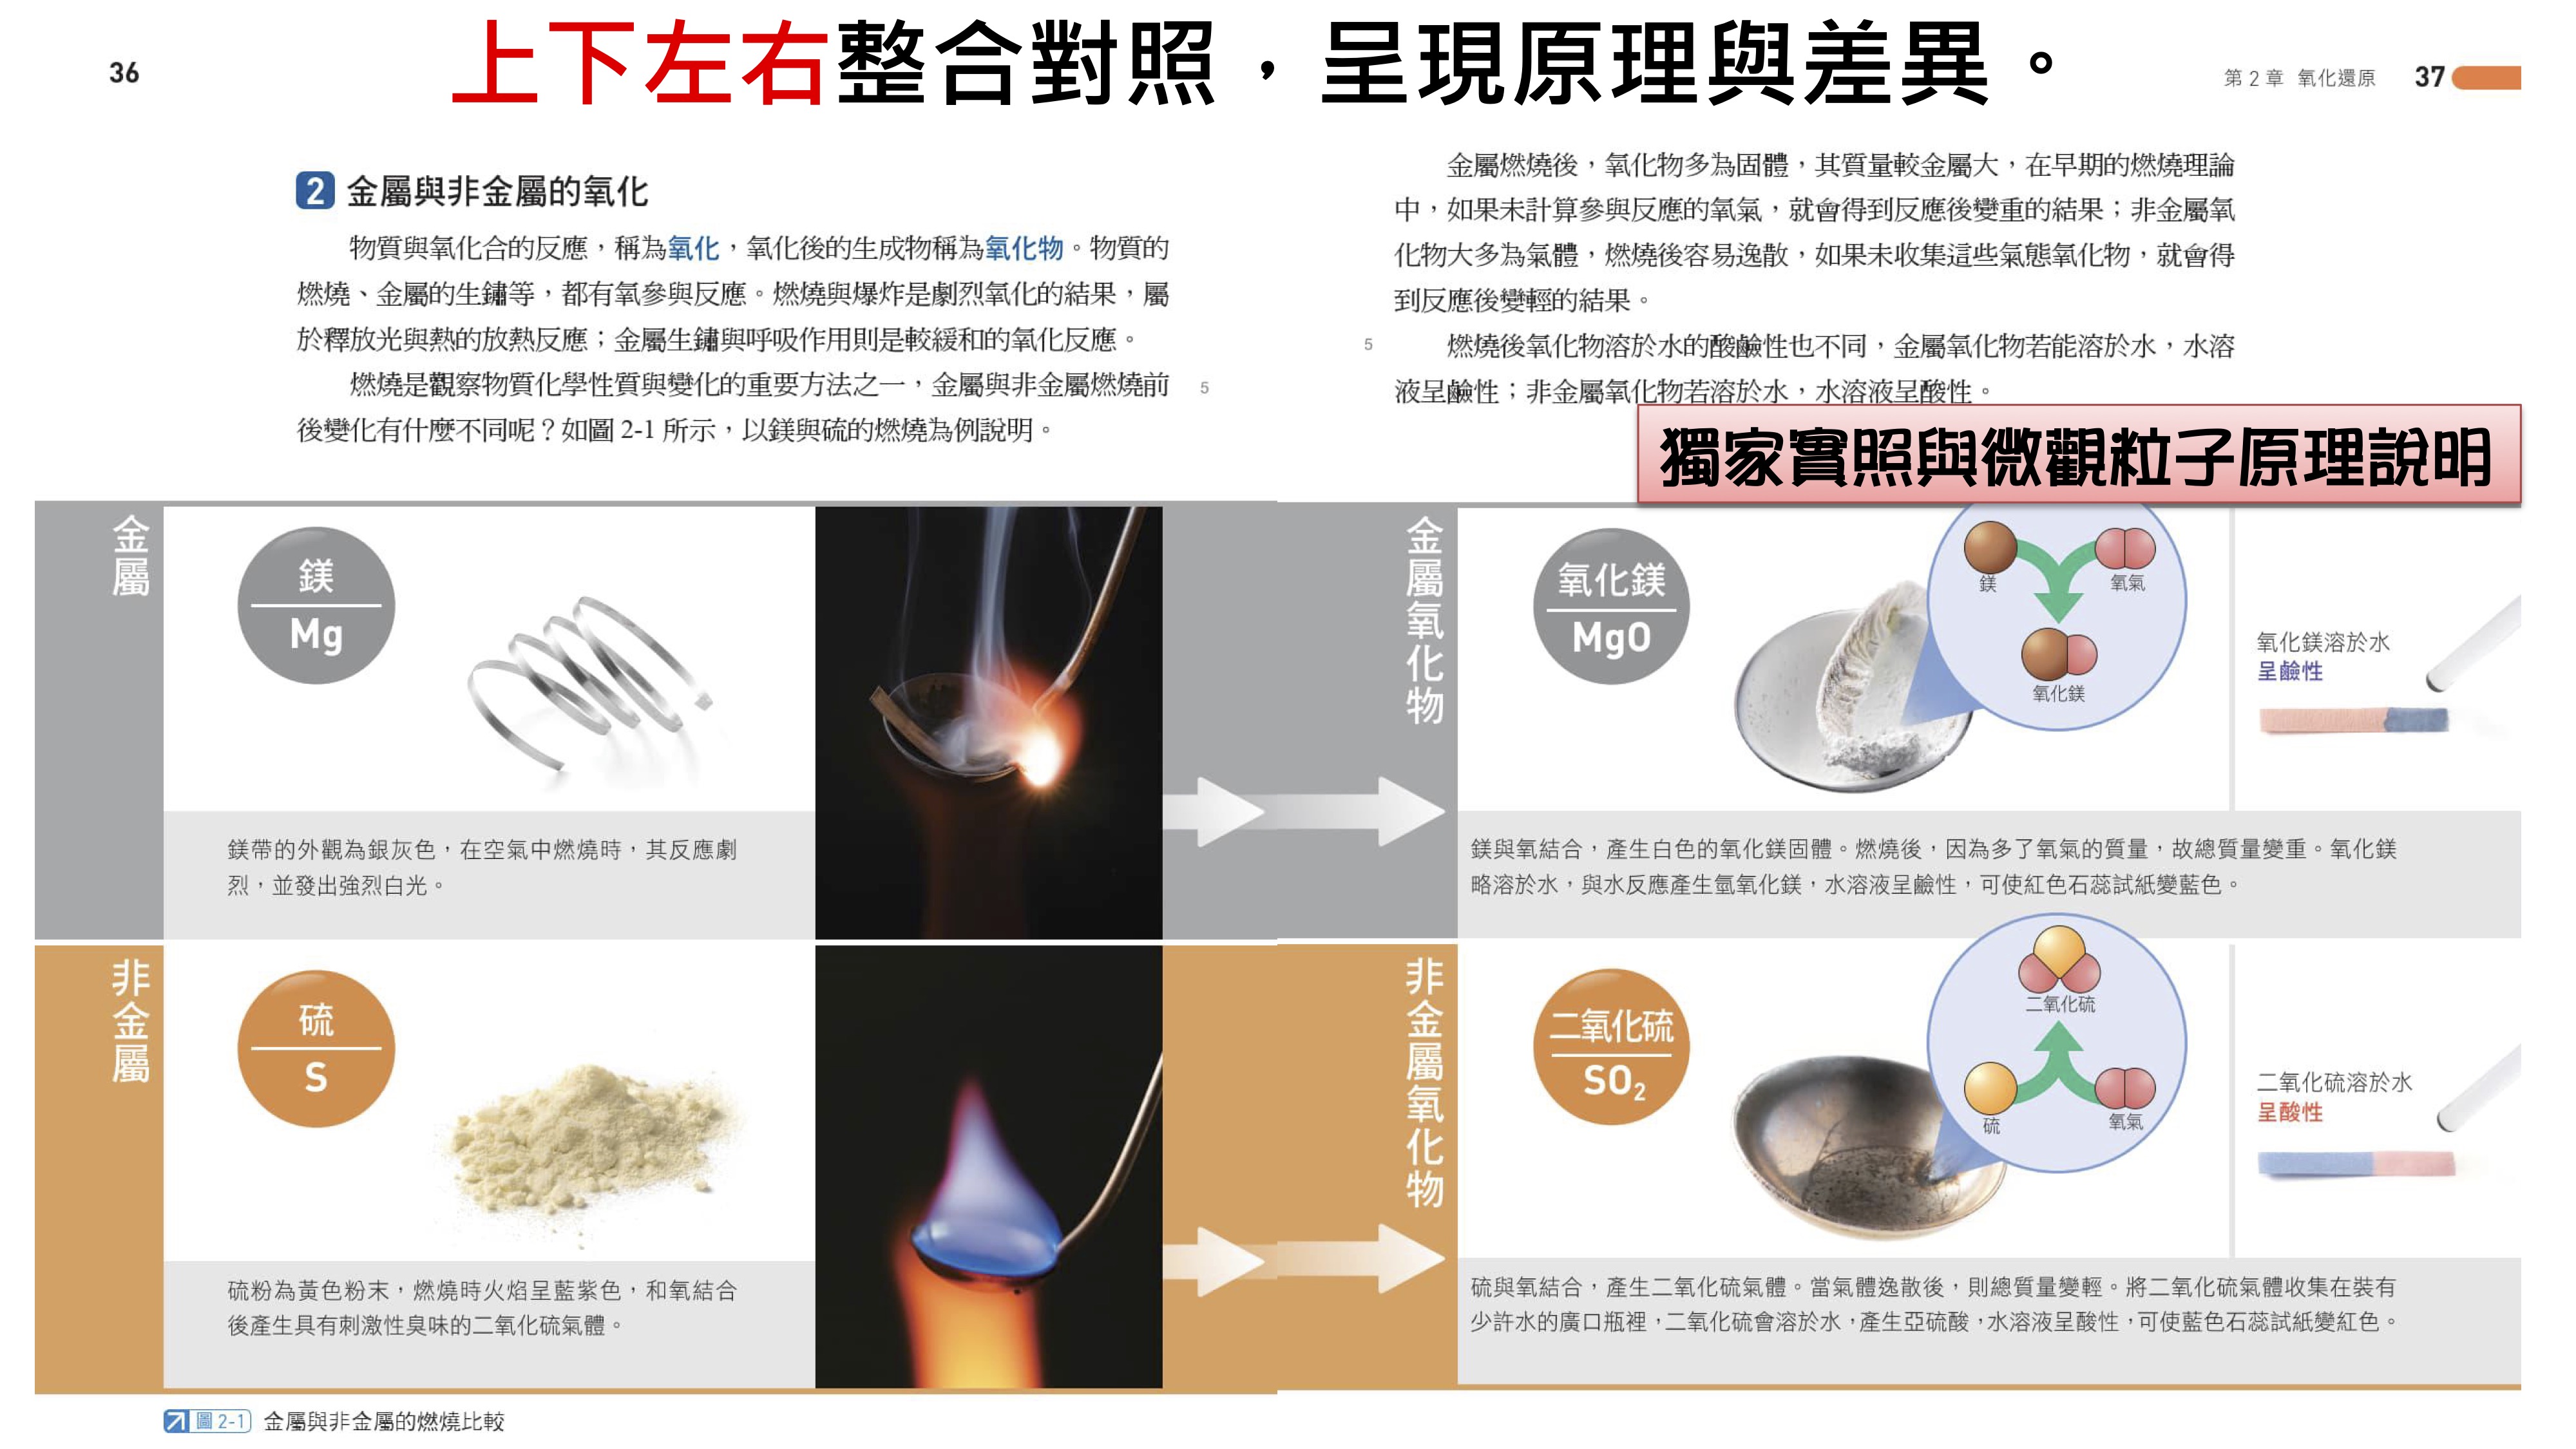 上下左右整合對照，呈現原理與差異。
36
第 2 章 氧化還原 37
2 金屬與非金屬的氧化
物質與氧化合的反應，稱為氧化，氧化後的生成物稱為氧化物。物質的
燃燒、金屬的生鏽等，都有氧參與反應。燃燒與爆炸是劇烈氧化的結果，屬
於釋放光與熱的放熱反應；金屬生鏽與呼吸作用則是較緩和的氧化反應。
燃燒是觀察物質化學性質與變化的重要方法之一，金屬與非金屬燃燒前
5
後變化有什麼不同呢？如圖 2-1 所示，以鎂與硫的燃燒為例說明。
金屬燃燒後，氧化物多為固體，其質量較金屬大，在早期的燃燒理論
中，如果未計算參與反應的氧氣，就會得到反應後變重的結果；非金屬氧
化物大多為氣體，燃燒後容易逸散，如果未收集這些氣態氧化物，就會得
到反應後變輕的結果。
5
燃燒後氧化物溶於水的酸鹼性也不同，金屬氧化物若能溶於水，水溶
液呈鹼性；非金屬氧化物若溶於水，水溶液呈酸性。
獨家實照與微觀粒子原理說明
金屬
鎂
Mg
鎂帶的外觀為銀灰色，在空氣中燃燒時，其反應劇
烈，並發出強烈白光。
金屬氧化物
氧化鎂
MgO
鎂
氧氣
氧化鎂
氧化鎂溶於水
呈鹼性
鎂與氧結合，產生白色的氧化鎂固體。燃燒後，因為多了氧氣的質量，故總質量變重。氧化鎂
略溶於水，與水反應產生氫氧化鎂，水溶液呈鹼性，可使紅色石蕊試紙變藍色。
非金屬
硫
S
硫粉為黃色粉末，燃燒時火焰呈藍紫色，和氧結合
後產生具有刺激性臭味的二氧化硫氣體。
非金屬氧化物
二氧化硫
SO₂
二氧化硫
硫
氧氣
二氧化硫溶於水
呈酸性
硫與氧結合，產生二氧化硫氣體。當氣體逸散後，則總質量變輕。將二氧化硫氣體收集在裝有
少許水的廣口瓶裡，二氧化硫會溶於水，產生亞硫酸，水溶液呈酸性，可使藍色石蕊試紙變紅色。
圖 2-1 金屬與非金屬的燃燒比較